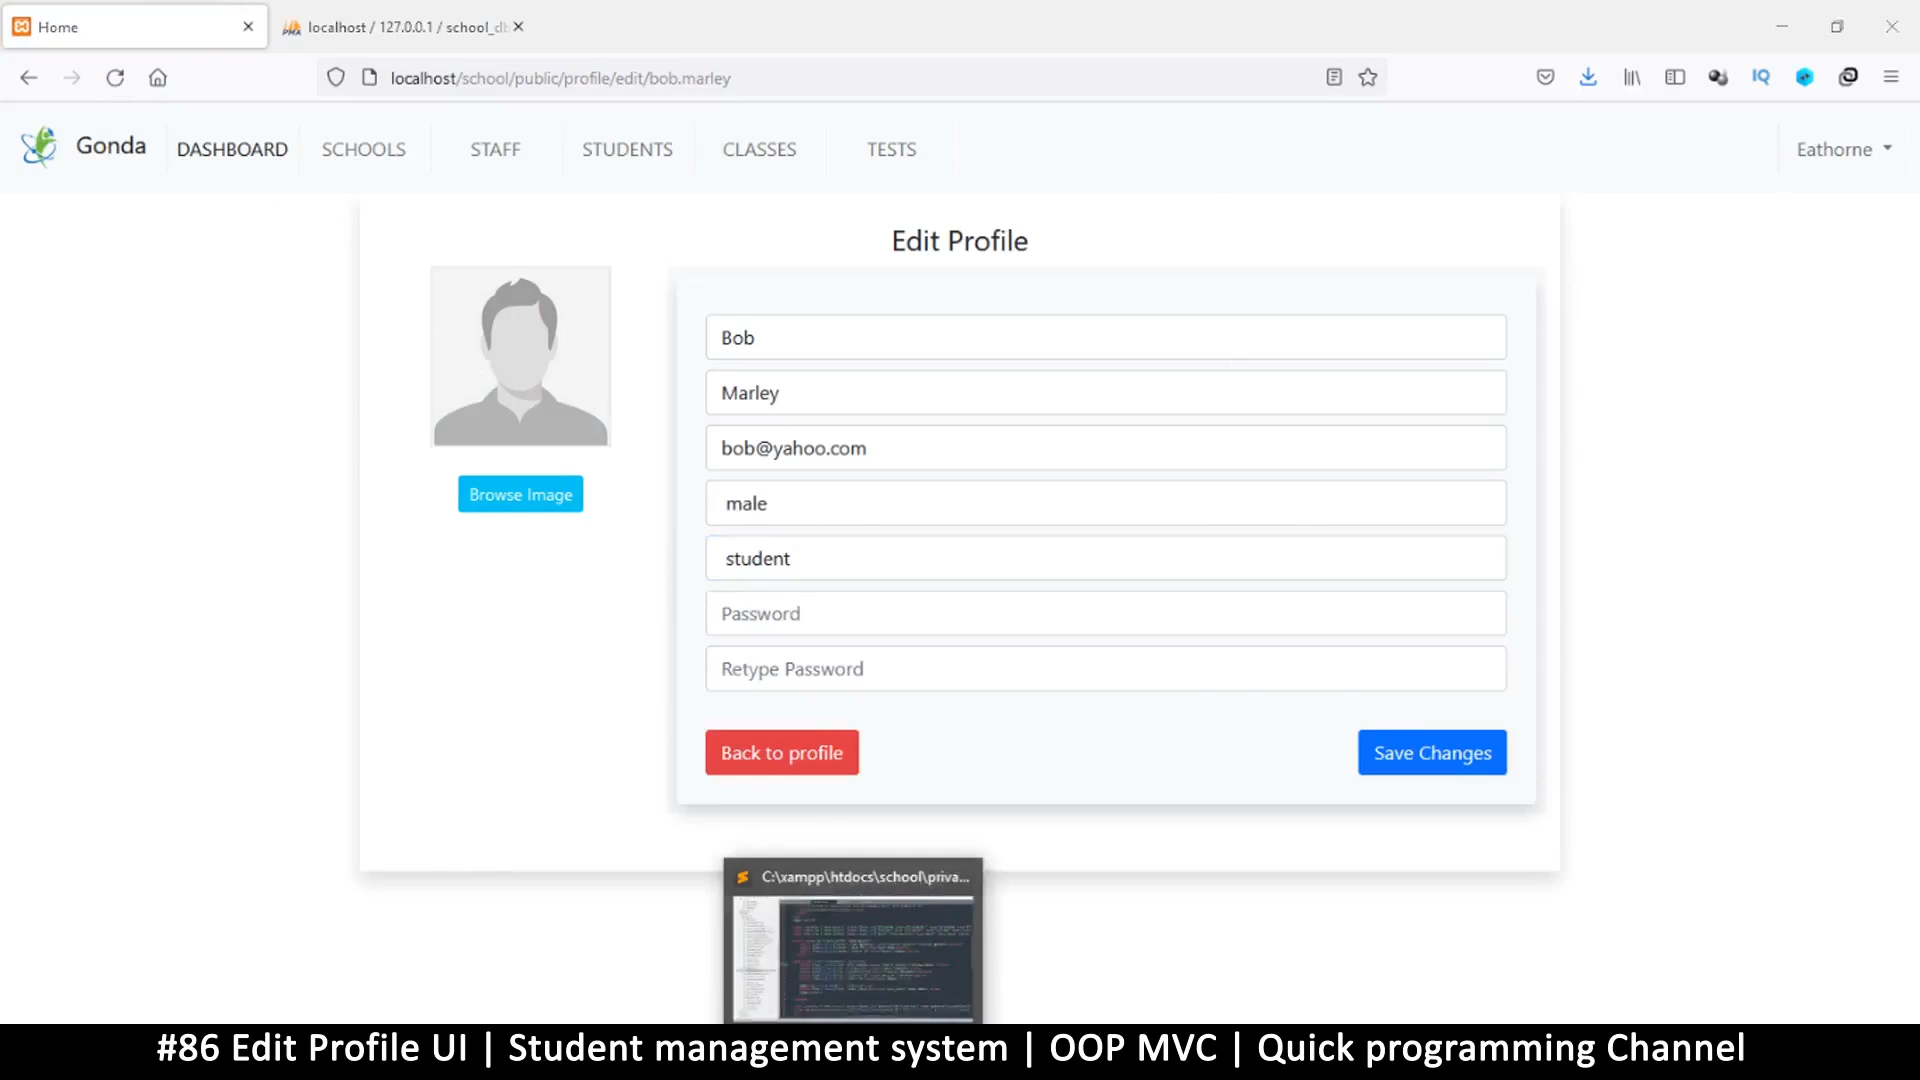 Home
localhost / 127.0.0.1 / school_db
localhost/school/public/profile/edit/bob.marley
IQ
Gonda
DASHBOARD
SCHOOLS
STAFF
STUDENTS
CLASSES
TESTS
Eathorne
Edit Profile
Browse Image
Bob
Marley
bob@yahoo.com
male
student
Password
Retype Password
Back to profile
Save Changes
C:\xampp\htdocs\school\priva...
#86 Edit Profile UI | Student management system | OOP MVC | Quick programming Channel